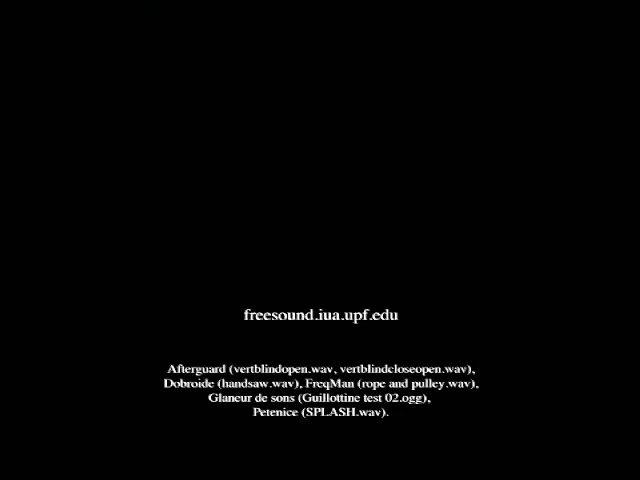 freesound.iua.upf.edu
Afterguard (vertblindopen.wav, vertblindcloseopen.wav),
Dobroide (handsaw.wav), FreqMan (rope and pulley.wav),
Glaneur de sons (Guillottine test 02.ogg),
Petenice (SPLASH.wav).